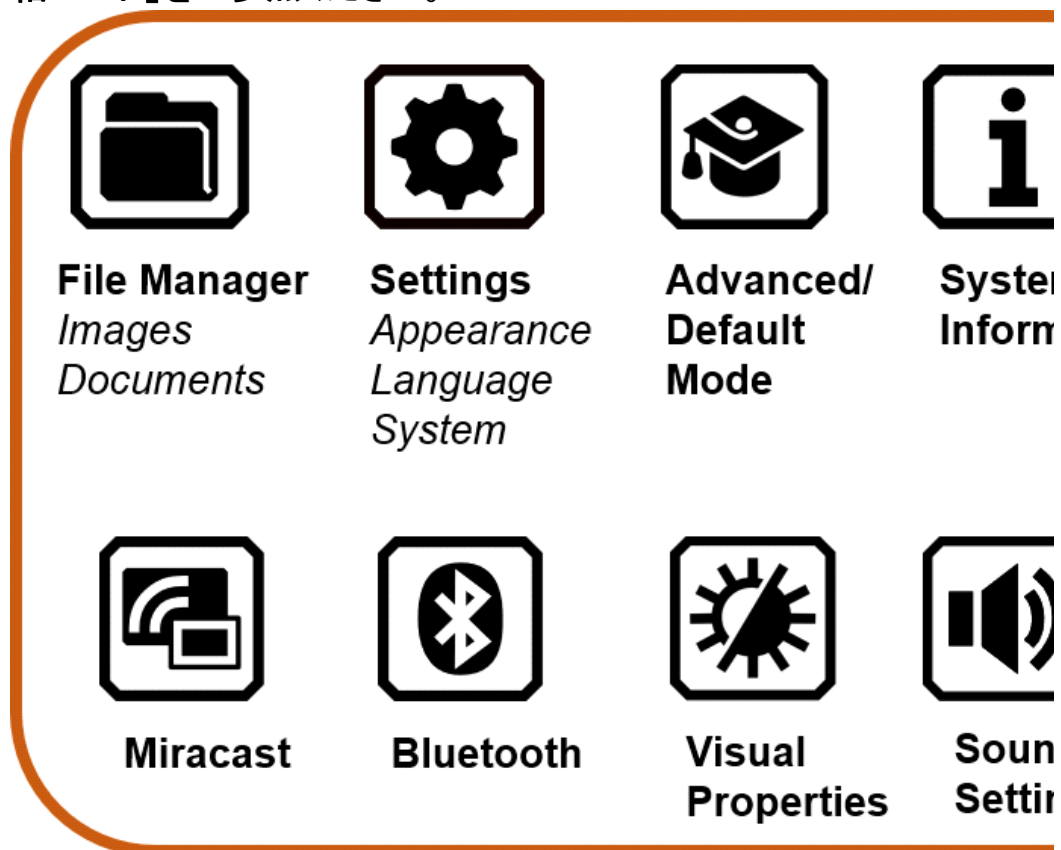 File Manager
Images
Documents
Settings
Appearance
Language
System
Advanced/
Default
Mode
Miracast
Bluetooth
Visual
Properties